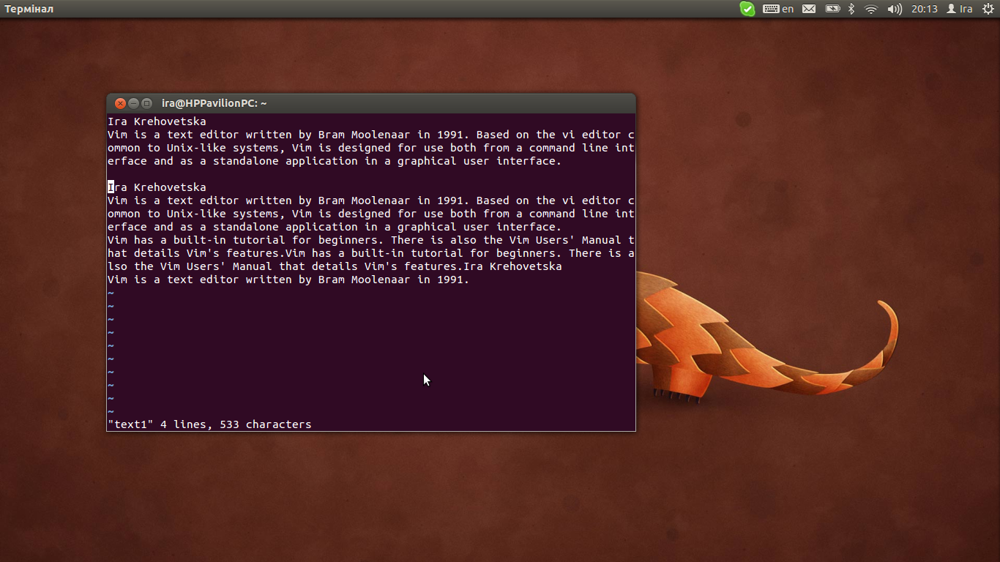 Термінал
en
20:13
Ira
ira@HPPavilionPC: ~
Ira Krehovetska
Vim is a text editor written by Bram Moolenaar in 1991. Based on the vi editor c
ommon to Unix-like systems, Vim is designed for use both from a command line int
erface and as a standalone application in a graphical user interface.
Ira Krehovetska
Vim is a text editor written by Bram Moolenaar in 1991. Based on the vi editor c
ommon to Unix-like systems, Vim is designed for use both from a command line int
erface and as a standalone application in a graphical user interface.
Vim has a built-in tutorial for beginners. There is also the Vim Users' Manual t
hat details Vim's features.Vim has a built-in tutorial for beginners. There is a
lso the Vim Users' Manual that details Vim's features.Ira Krehovetska
Vim is a text editor written by Bram Moolenaar in 1991.
~
~
~
~
~
~
~
~
~
~
"text1" 4 lines, 533 characters